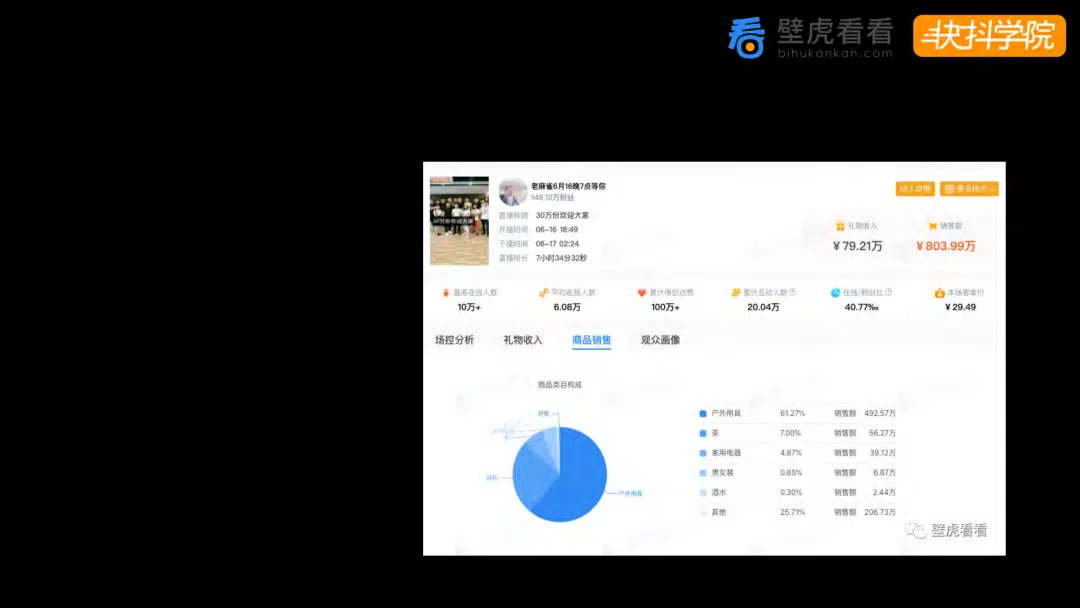 看 壁虎看看 快抖学院
bihukankan.com
老麻雀6月16晚7点等你
148.10万粉丝
达人详情 更多场次
30万份欢迎大家
直播标题 30万份欢迎大家
开播时间 06-16 18:49
下播时间 06-17 02:24
直播时长 7小时34分32秒
礼物收入 销售额
¥79.21万 ¥803.99万
最高在线人数 平均在线人数 累计得到点赞 累计互动人数 在线/粉丝比 本场客单价
10万+ 6.08万 100万+ 20.04万 40.77‰ ¥29.49
场控分析 礼物收入 商品销售 观众画像
商品类目构成
户外用具
户外用具 61.27% 销售额 492.57万
茶 7.00% 销售额 56.27万
家用电器 4.87% 销售额 39.12万
男女装 0.85% 销售额 6.87万
酒水 0.30% 销售额 2.44万
其他 25.71% 销售额 206.73万
壁虎看看